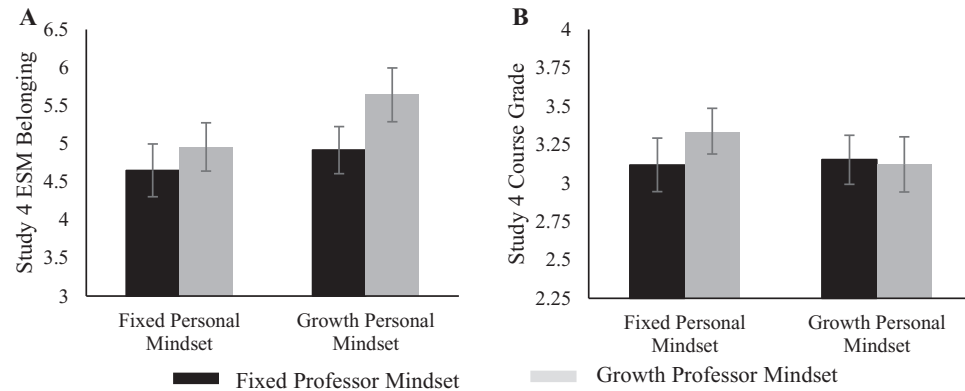 A
Study 4 ESM Belonging
6.5
6
5.5
5
4.5
4
3.5
3
Fixed Personal
Mindset
Growth Personal
Mindset
B
Study 4 Course Grade
4
3.75
3.5
3.25
3
2.75
2.5
2.25
Fixed Personal
Mindset
Growth Personal
Mindset
Fixed Professor Mindset
Growth Professor Mindset